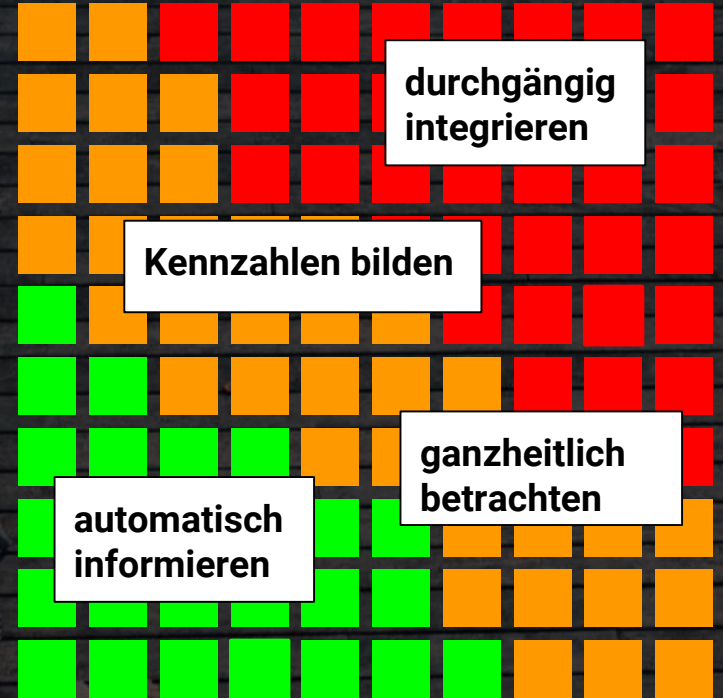 durchgängig
integrieren
Kennzahlen bilden
ganzheitlich
betrachten
automatisch
informieren